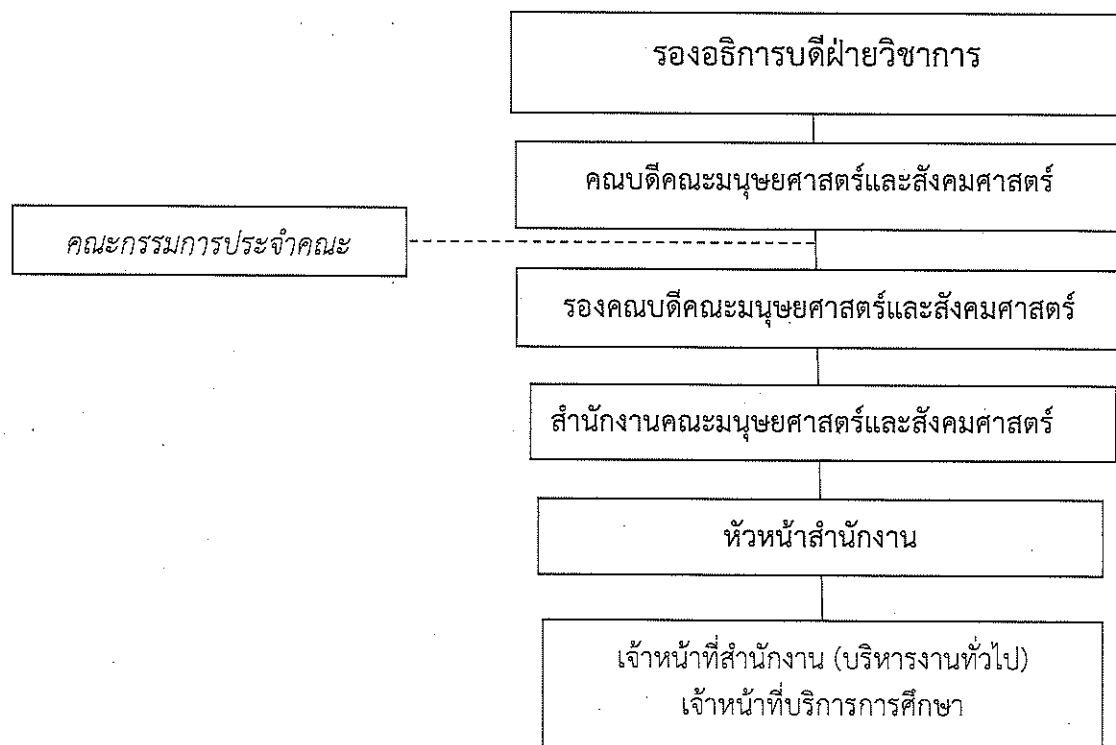 รองอธิการบดีฝ่ายวิชาการ
คณบดีคณะมนุษยศาสตร์และสังคมศาสตร์
คณะกรรมการประจำคณะ
รองคณบดีคณะมนุษยศาสตร์และสังคมศาสตร์
สำนักงานคณะมนุษยศาสตร์และสังคมศาสตร์
หัวหน้าสำนักงาน
เจ้าหน้าที่สำนักงาน (บริหารงานทั่วไป)
เจ้าหน้าที่บริการการศึกษา